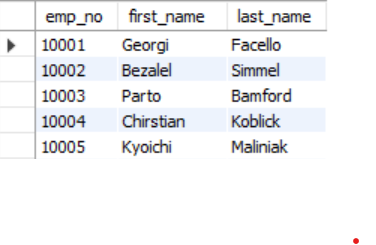 emp_no first_name last_name
10001 Georgi Facello
10002 Bezalel Simmel
10003 Parto Bamford
10004 Chirstian Koblick
10005 Kyoichi Maliniak